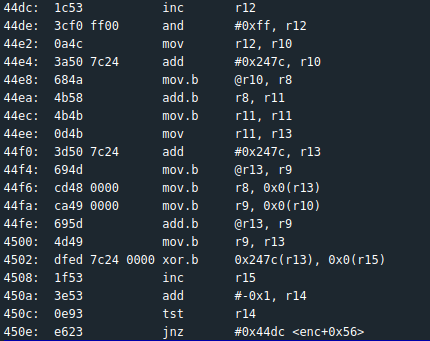 44dc: 1c53 inc r12
44de: 3cf0 ff00 and #0xff, r12
44e2: 0a4c mov r12, r10
44e4: 3a50 7c24 add #0x247c, r10
44e8: 684a mov.b @r10, r8
44ea: 4b58 add.b r8, r11
44ec: 4b4b mov.b r11, r11
44ee: 0d4b mov r11, r13
44f0: 3d50 7c24 add #0x247c, r13
44f4: 694d mov.b @r13, r9
44f6: cd48 0000 mov.b r8, 0x0(r13)
44fa: ca49 0000 mov.b r9, 0x0(r10)
44fe: 695d add.b @r13, r9
4500: 4d49 mov.b r9, r13
4502: dfed 7c24 0000 xor.b 0x247c(r13), 0x0(r15)
4508: 1f53 inc r15
450a: 3e53 add #-0x1, r14
450c: 0e93 tst r14
450e: e623 jnz #0x44dc <enc+0x56>